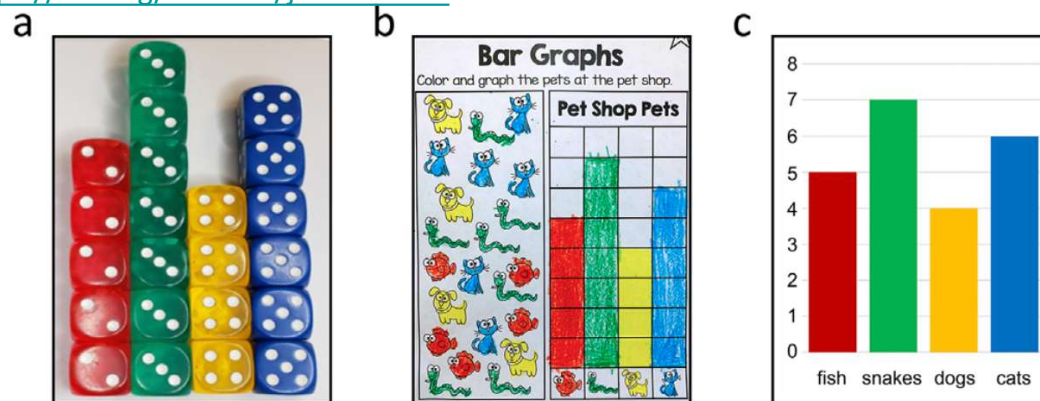 a
b
c
Bar Graphs
Color and graph the pets at the pet shop.
Pet Shop Pets
8
7
6
5
4
3
2
1
0
fish snakes dogs cats